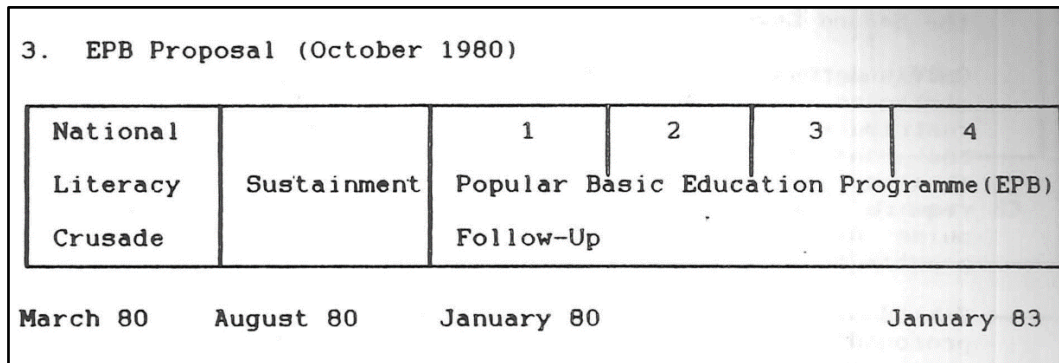 3. EPB Proposal (October 1980)
National 1 2 3 4
Literacy Sustainment Popular Basic Education Programme(EPB)
Crusade Follow-Up
March 80 August 80 January 80 January 83